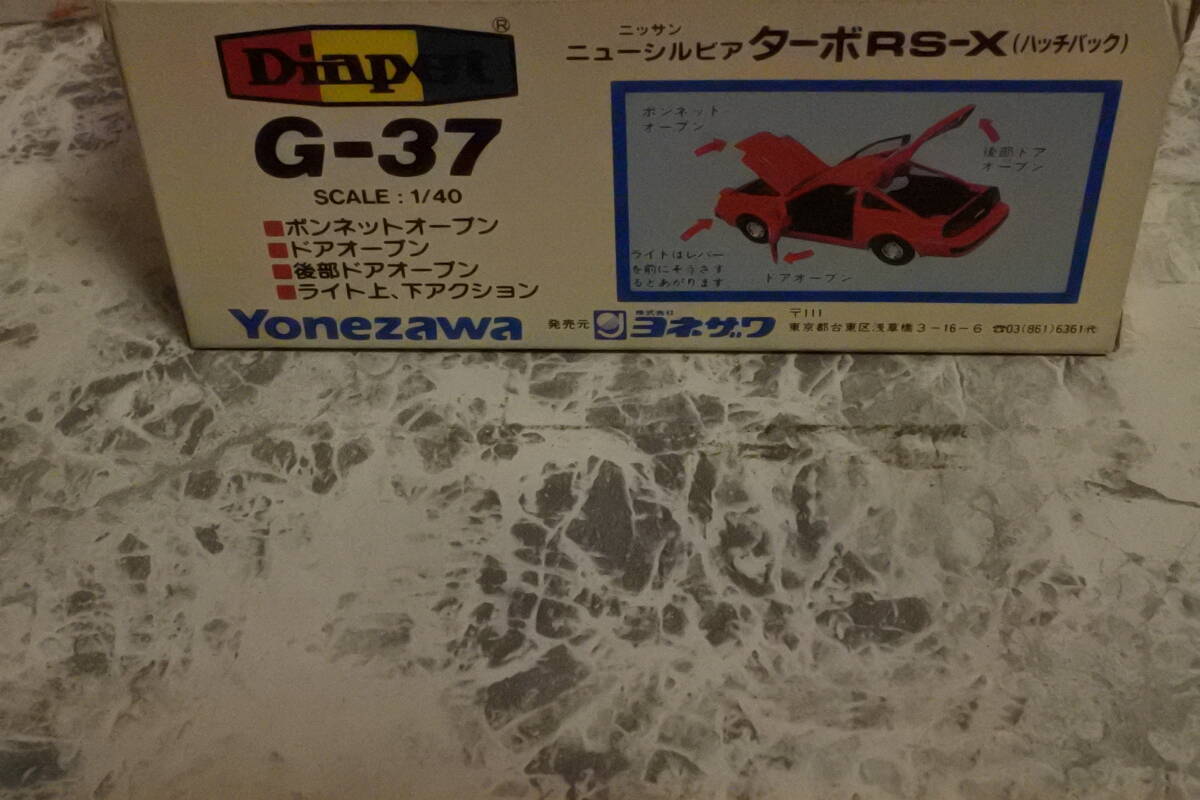 Diapet ®
G-37
SCALE : 1/40
■ボンネットオープン
■ドアオープン
■後部ドアオープン
■ライト上、下アクション
Yonezawa
ニッサン
ニューシルビア ターボRS-X(ハッチバック)
ボンネット
オープン
後部ドア
オープン
ライトはレバー
を前にそうさす
るとあがります
ドアオープン
発売元 株式会社 ヨネザワ
〒111
東京都台東区浅草橋3-16-6 ☎03(861)6361代